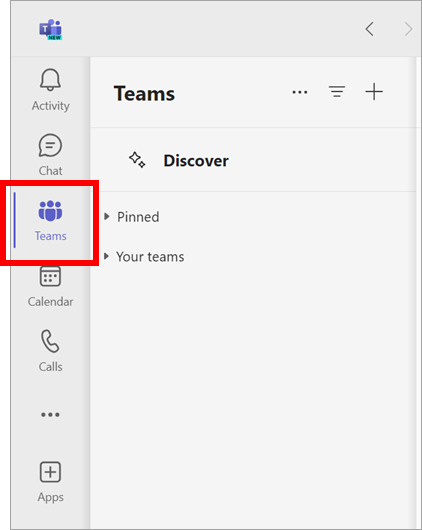 NEW
Activity
Chat
Teams
Calendar
Calls
Apps
Teams
Discover
Pinned
Your teams